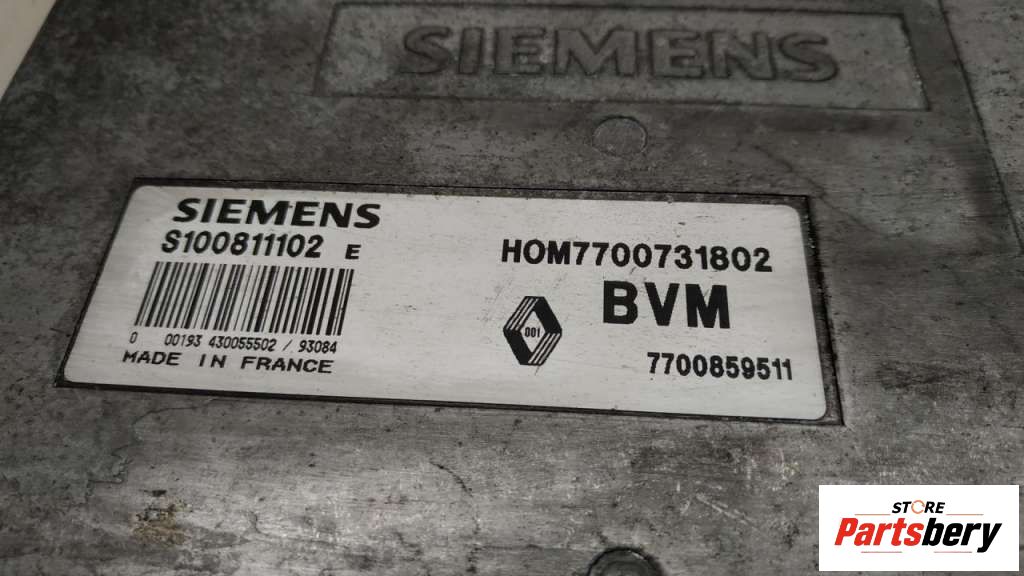 SIEMENS
SIEMENS
S100811102 E
0 00193 430055502 / 93084
MADE IN FRANCE
HOM7700731802
BVM
001
7700859511
STORE
Partsbery